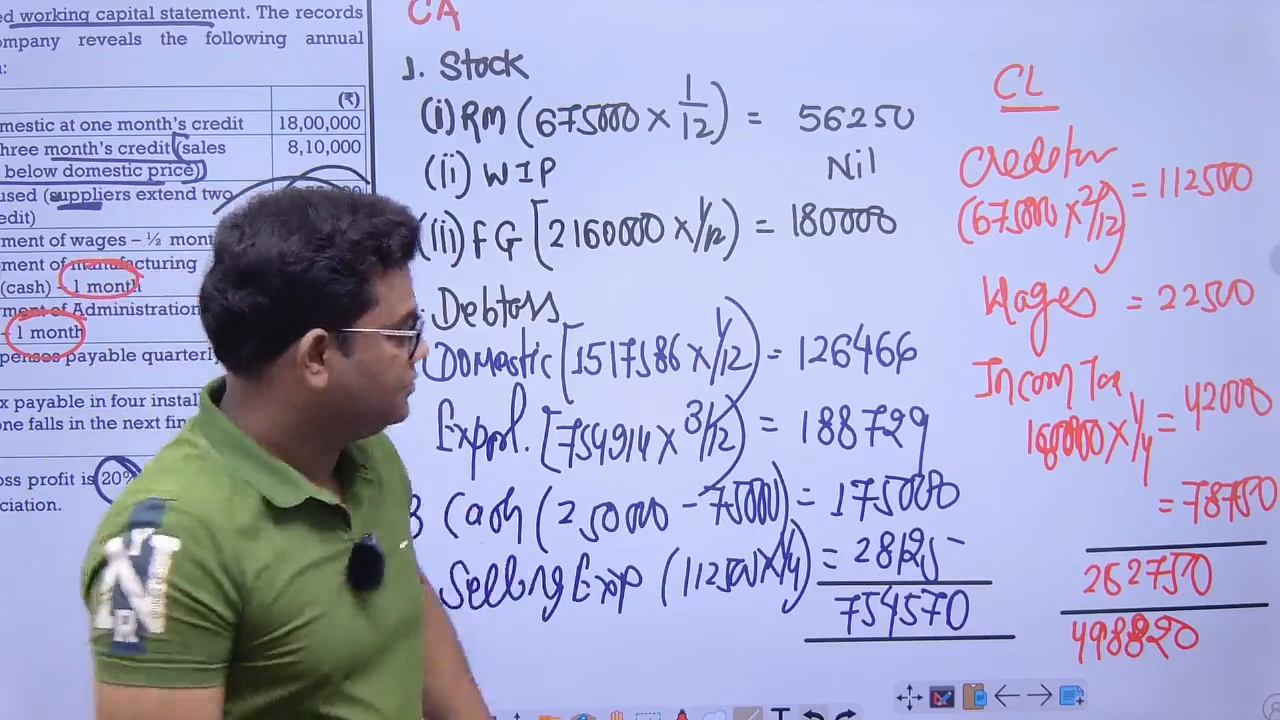 ed working capital statement. The records
ompany reveals the following annual
n:
(₹)
mestic at one month's credit 18,00,000
hree month's credit (sales 8,10,000
below domestic price)
used (suppliers extend two
edit)
ment of wages – ½ mont
ment of manufacturing
(cash) - 1 month
ment of Administration
- 1 month
penses payable quarterl
x payable in four instal
one falls in the next fin
oss profit is 20%
ciation.
CA
1. Stock
(i) RM (675000 x 1/12) = 56250
(ii) WIP Nil
(iii) FG [2160000 x 1/12) = 180000
Debtors
Domestic [1517586 x 1/12) = 126466
Export. [754914 x 3/12) = 188729
3 Cash (250000 - 75000) = 175000
Selling Exp (112500 x 1/4) = 28125
754570
CL
Creditor
(675000 x 2/12) = 112500
Wages = 22500
Incom Tax
168000 x 1/4 = 42000
= 78750
262750
498820
N